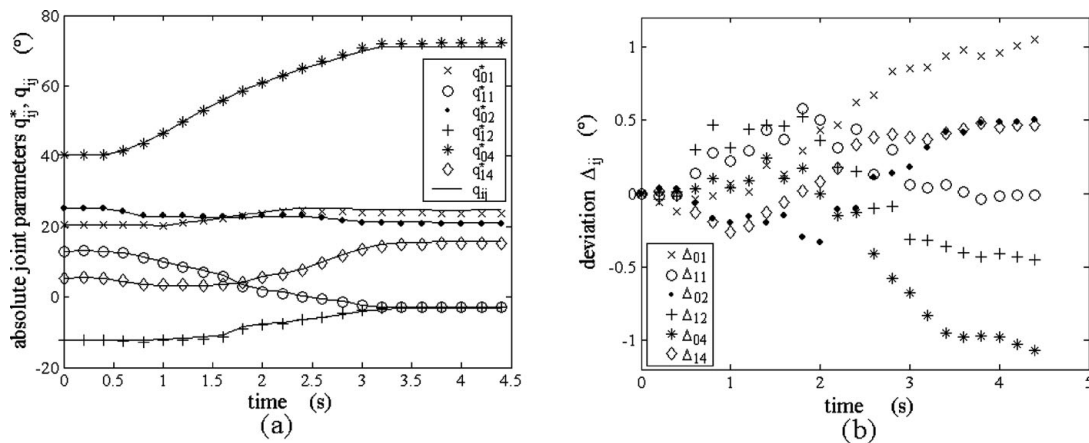 absolute joint parameters q*ij, qij (°)
80
60
40
20
0
-20
q*01
q*11
q*02
q*12
q*04
q*14
qij
0 0.5 1 1.5 2 2.5 3 3.5 4 4.5
time (s)
(a)
deviation Δij (°)
1
0.5
0
-0.5
-1
Δ01
Δ11
Δ02
Δ12
Δ04
Δ14
0 1 2 3 4 5
time (s)
(b)